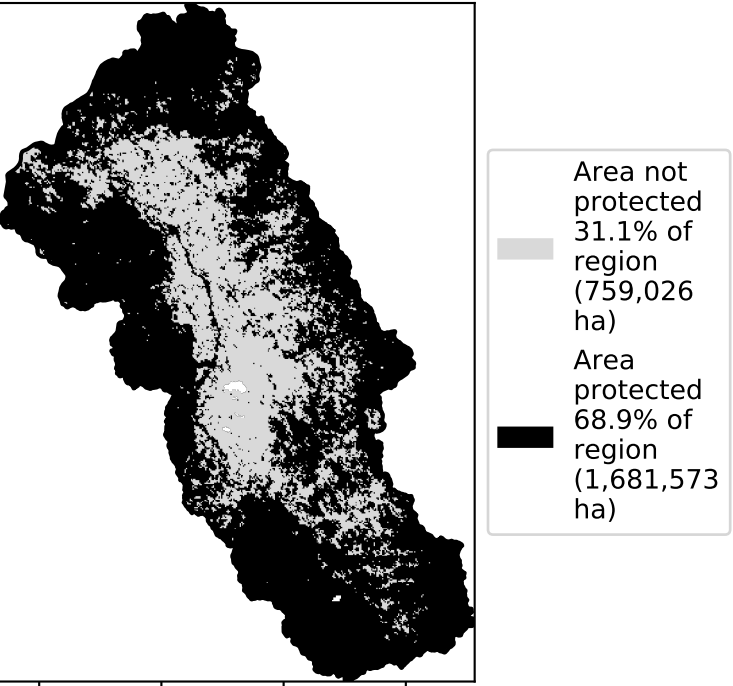 Area not
protected
31.1% of
region
(759,026
ha)
Area
protected
68.9% of
region
(1,681,573
ha)